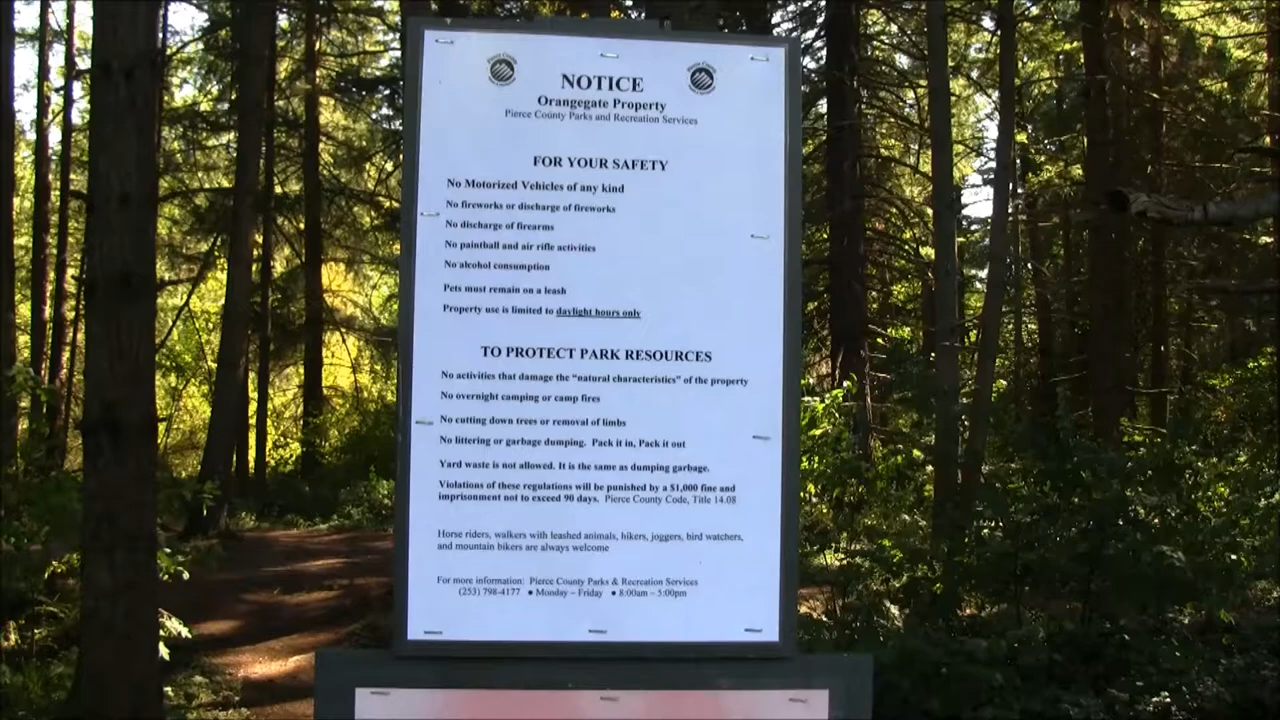 NOTICE
Orangegate Property
Pierce County Parks and Recreation Services
FOR YOUR SAFETY
No Motorized Vehicles of any kind
No fireworks or discharge of fireworks
No discharge of firearms
No paintball and air rifle activities
No alcohol consumption
Pets must remain on a leash
Property use is limited to daylight hours only
TO PROTECT PARK RESOURCES
No activities that damage the “natural characteristics” of the property
No overnight camping or camp fires
No cutting down trees or removal of limbs
No littering or garbage dumping. Pack it in, Pack it out
Yard waste is not allowed. It is the same as dumping garbage.
Violations of these regulations will be punished by a $1,000 fine and
imprisonment not to exceed 90 days. Pierce County Code, Title 14.08
Horse riders, walkers with leashed animals, hikers, joggers, bird watchers,
and mountain bikers are always welcome
For more information: Pierce County Parks & Recreation Services
(253) 798-4177 ● Monday – Friday ● 8:00am – 5:00pm